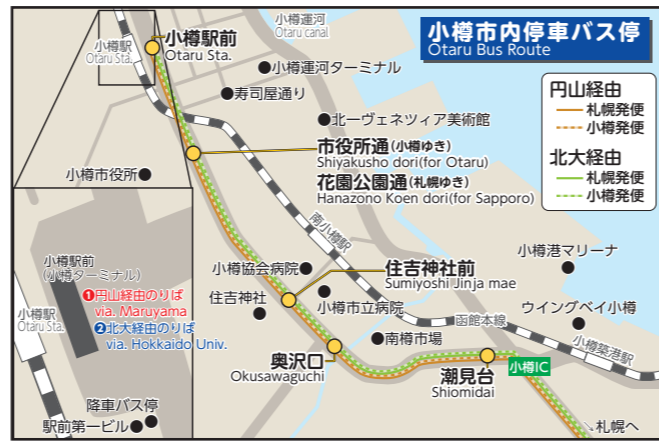 小樽市内停車バス停
Otaru Bus Route
円山経由
札幌発便
小樽発便
北大経由
札幌発便
小樽発便
小樽駅
Otaru Sta.
小樽駅前
Otaru Sta.
小樽運河
Otaru canal
小樽運河ターミナル
寿司屋通り
北一ヴェネツィア美術館
市役所通(小樽ゆき)
Shiyakusho dori(for Otaru)
花園公園通(札幌ゆき)
Hanazono Koen dori(for Sapporo)
小樽市役所
南小樽駅
小樽港マリーナ
小樽協会病院
住吉神社前
Sumiyoshi Jinja mae
住吉神社
小樽市立病院
函館本線
ウイングベイ小樽
南樽市場
小樽築港駅
奥沢口
Okusawaguchi
潮見台
Shiomidai
小樽IC
札幌へ
小樽駅前
(小樽ターミナル)
❶円山経由のりば
via. Maruyama
❷北大経由のりば
via. Hokkaido Univ.
小樽駅
Otaru Sta.
降車バス停
駅前第一ビル